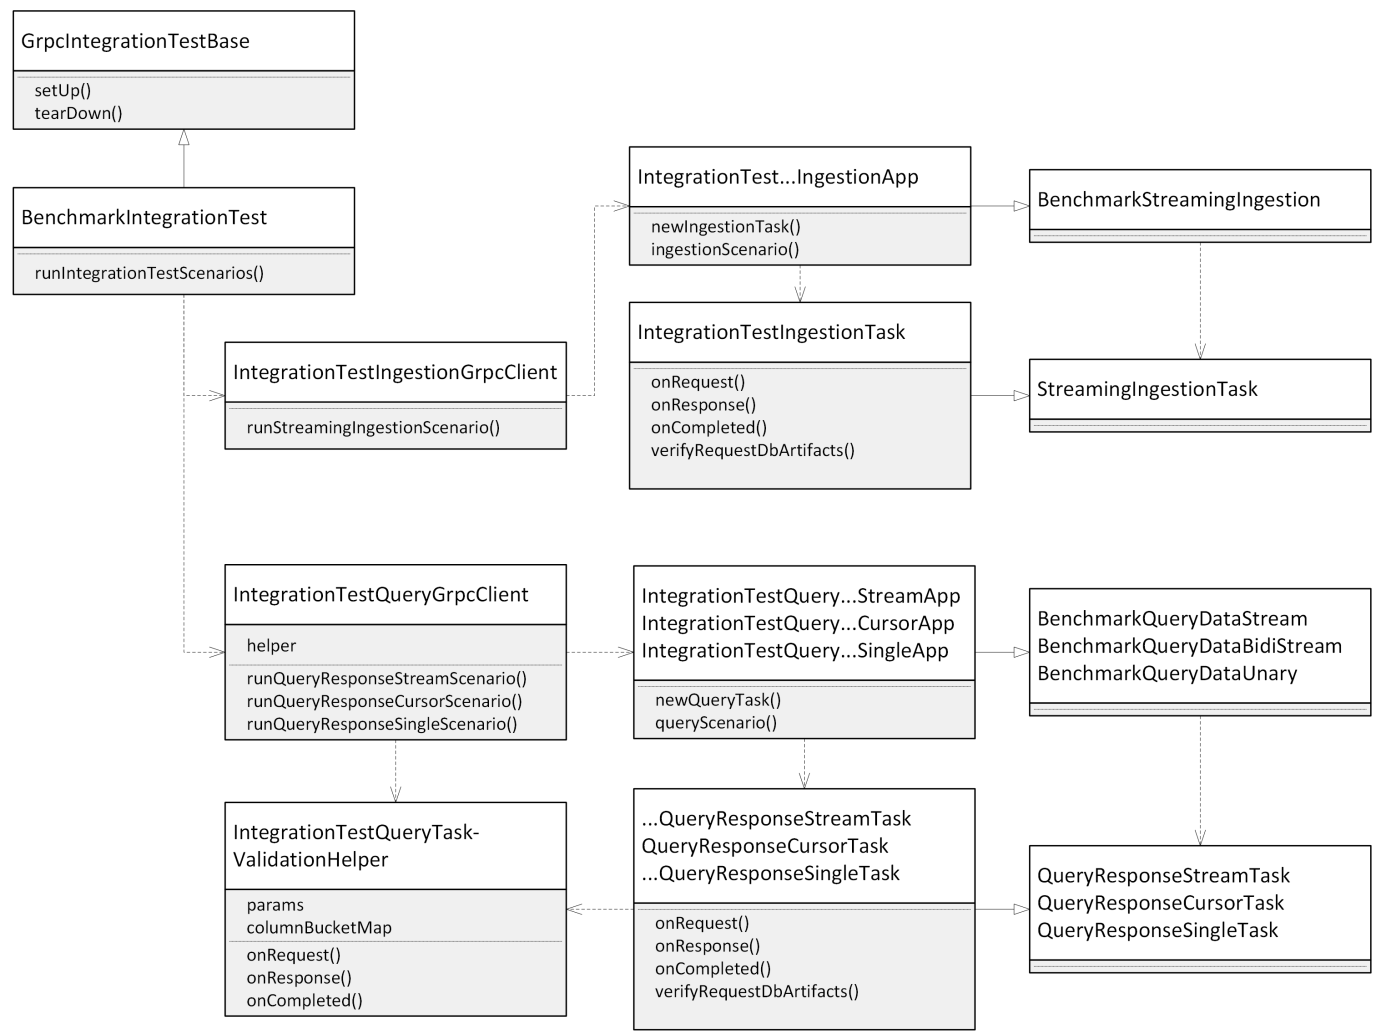 GrpcIntegrationTestBase
setUp()
tearDown()
BenchmarkIntegrationTest
runIntegrationTestScenarios()
IntegrationTestIngestionGrpcClient
runStreamingIngestionScenario()
IntegrationTest...IngestionApp
newIngestionTask()
ingestionScenario()
BenchmarkStreamingIngestion
IntegrationTestIngestionTask
onRequest()
onResponse()
onCompleted()
verifyRequestDbArtifacts()
StreamingIngestionTask
IntegrationTestQueryGrpcClient
helper
runQueryResponseStreamScenario()
runQueryResponseCursorScenario()
runQueryResponseSingleScenario()
IntegrationTestQuery...StreamApp
IntegrationTestQuery...CursorApp
IntegrationTestQuery...SingleApp
newQueryTask()
queryScenario()
BenchmarkQueryDataStream
BenchmarkQueryDataBidiStream
BenchmarkQueryDataUnary
IntegrationTestQueryTask-
ValidationHelper
params
columnBucketMap
onRequest()
onResponse()
onCompleted()
...QueryResponseStreamTask
QueryResponseCursorTask
...QueryResponseSingleTask
onRequest()
onResponse()
onCompleted()
verifyRequestDbArtifacts()
QueryResponseStreamTask
QueryResponseCursorTask
QueryResponseSingleTask